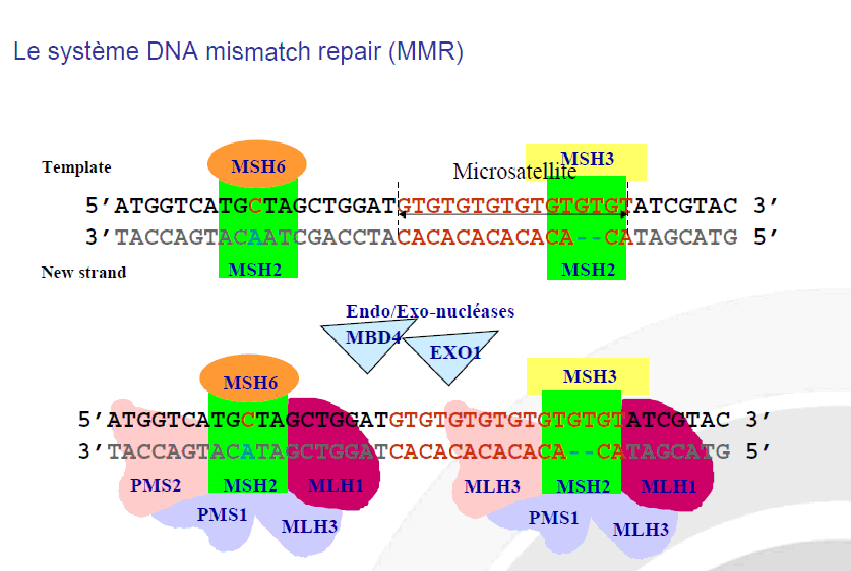 Le système DNA mismatch repair (MMR)
MSH6
MSH3
Template
Microsatellite
5’ATGGTCATGCTAGCTGGATGTGTGTGTGTGTGTGTATCGTAC 3’
3’TACCAGTACAATCGACCTACACACACACACA--CATAGCATG 5’
New strand
MSH2
MSH2
Endo/Exo-nucléases
MBD4
EXO1
MSH6
MSH3
5’ATGGTCATGCTAGCTGGATGTGTGTGTGTGTGTGTATCGTAC 3’
3’TACCAGTACATAGCTGGATCACACACACACA--CATAGCATG 5’
PMS2
MSH2
MLH1
MLH3
MSH2
MLH1
PMS1
MLH3
PMS1
MLH3